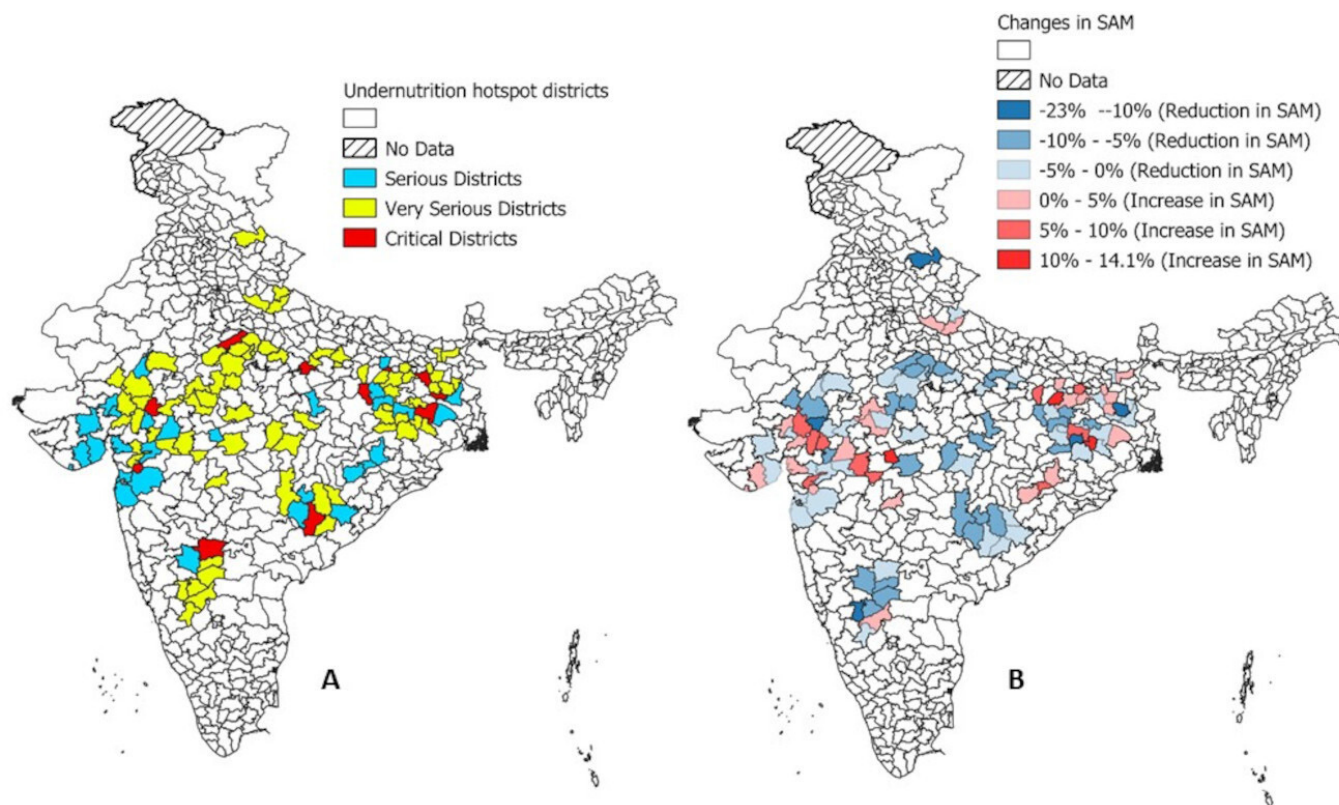 Undernutrition hotspot districts
No Data
Serious Districts
Very Serious Districts
Critical Districts
A
Changes in SAM
No Data
-23% --10% (Reduction in SAM)
-10% - -5% (Reduction in SAM)
-5% - 0% (Reduction in SAM)
0% - 5% (Increase in SAM)
5% - 10% (Increase in SAM)
10% - 14.1% (Increase in SAM)
B